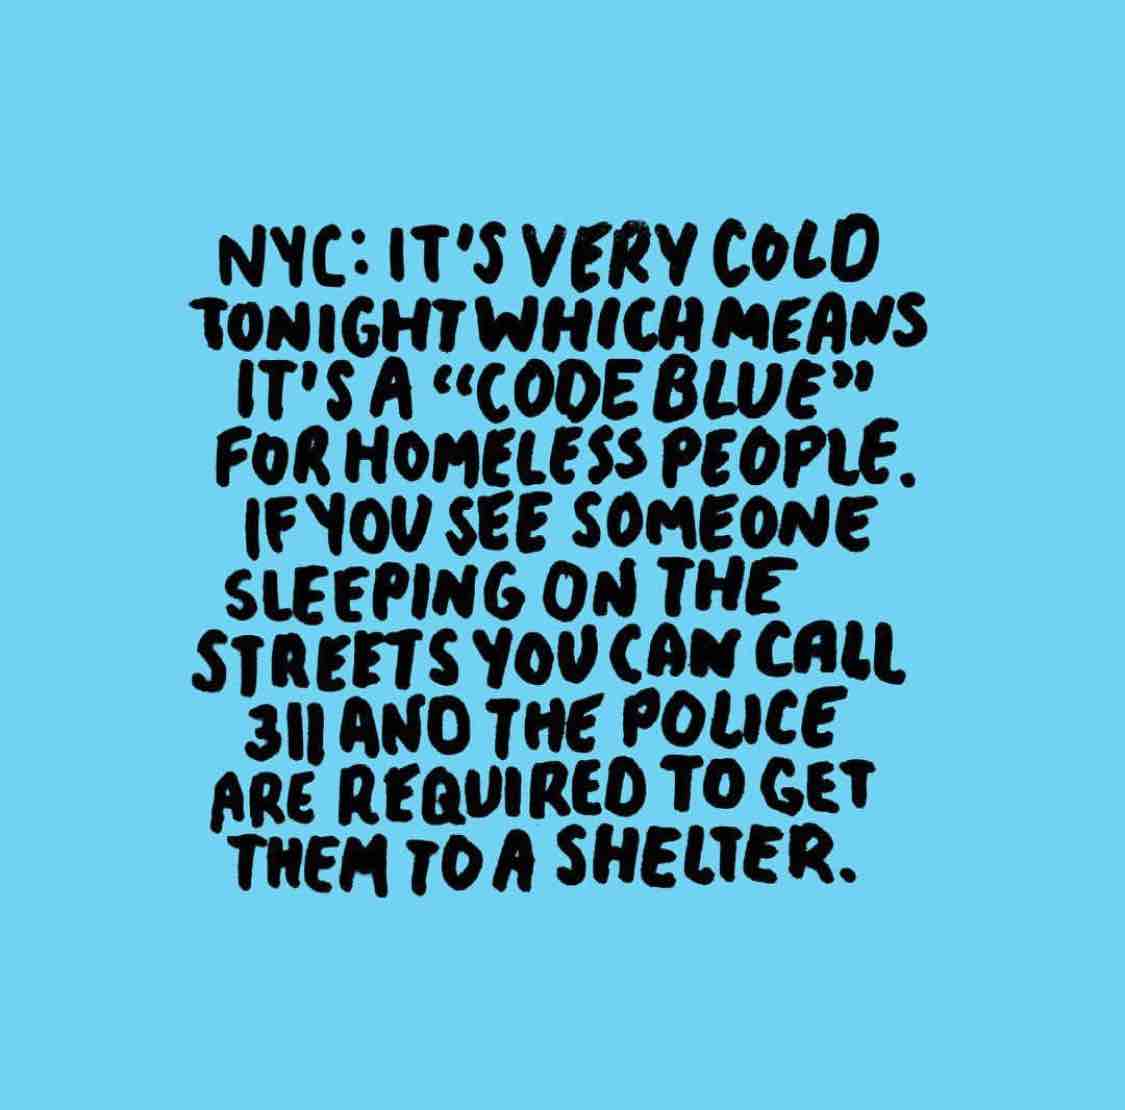 NYC: IT'S VERY COLD
TONIGHT WHICH MEANS
IT'S A “CODE BLUE”
FOR HOMELESS PEOPLE.
IF YOU SEE SOMEONE
SLEEPING ON THE
STREETS YOU CAN CALL
311 AND THE POLICE
ARE REQUIRED TO GET
THEM TO A SHELTER.